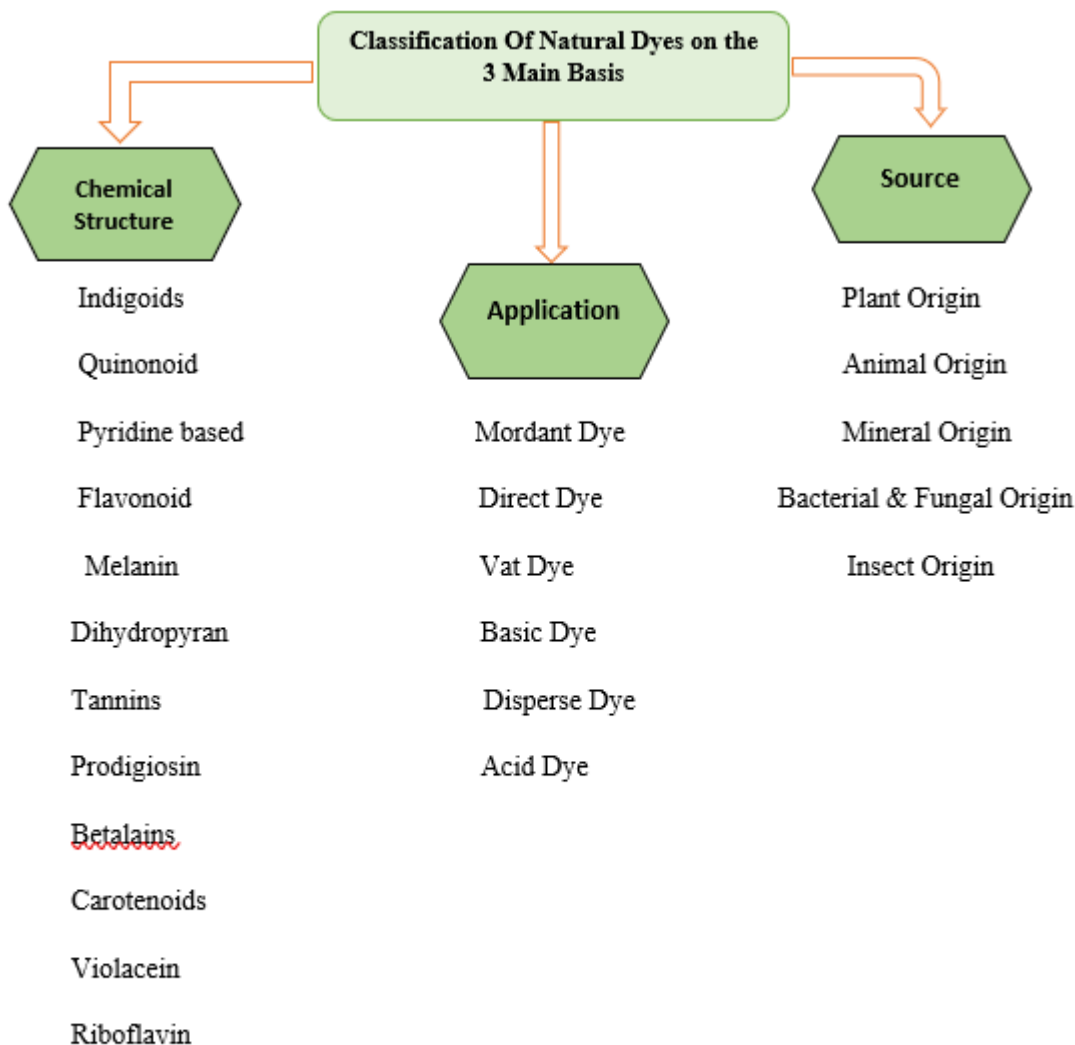 Classification Of Natural Dyes on the
3 Main Basis
Chemical
Structure
Indigoids
Quinonoid
Pyridine based
Flavonoid
Melanin
Dihydropyran
Tannins
Prodigiosin
Betalains
Carotenoids
Violacein
Riboflavin
Application
Mordant Dye
Direct Dye
Vat Dye
Basic Dye
Disperse Dye
Acid Dye
Source
Plant Origin
Animal Origin
Mineral Origin
Bacterial & Fungal Origin
Insect Origin